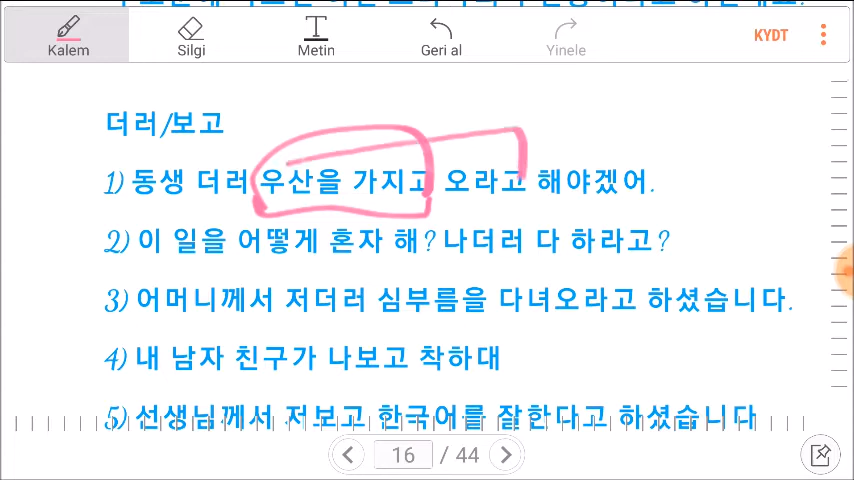 Kalem
Silgi
Metin
Geri al
Yinele
KYDT
더러/보고
1) 동생 더러 우산을 가지고 오라고 해야겠어.
2) 이 일을 어떻게 혼자 해? 나더러 다 하라고?
3) 어머니께서 저더러 심부름을 다녀오라고 하셨습니다.
4) 내 남자 친구가 나보고 착하대
5) 선생님께서 저보고 한국어를 잘한다고 하셨습니다
16 / 44